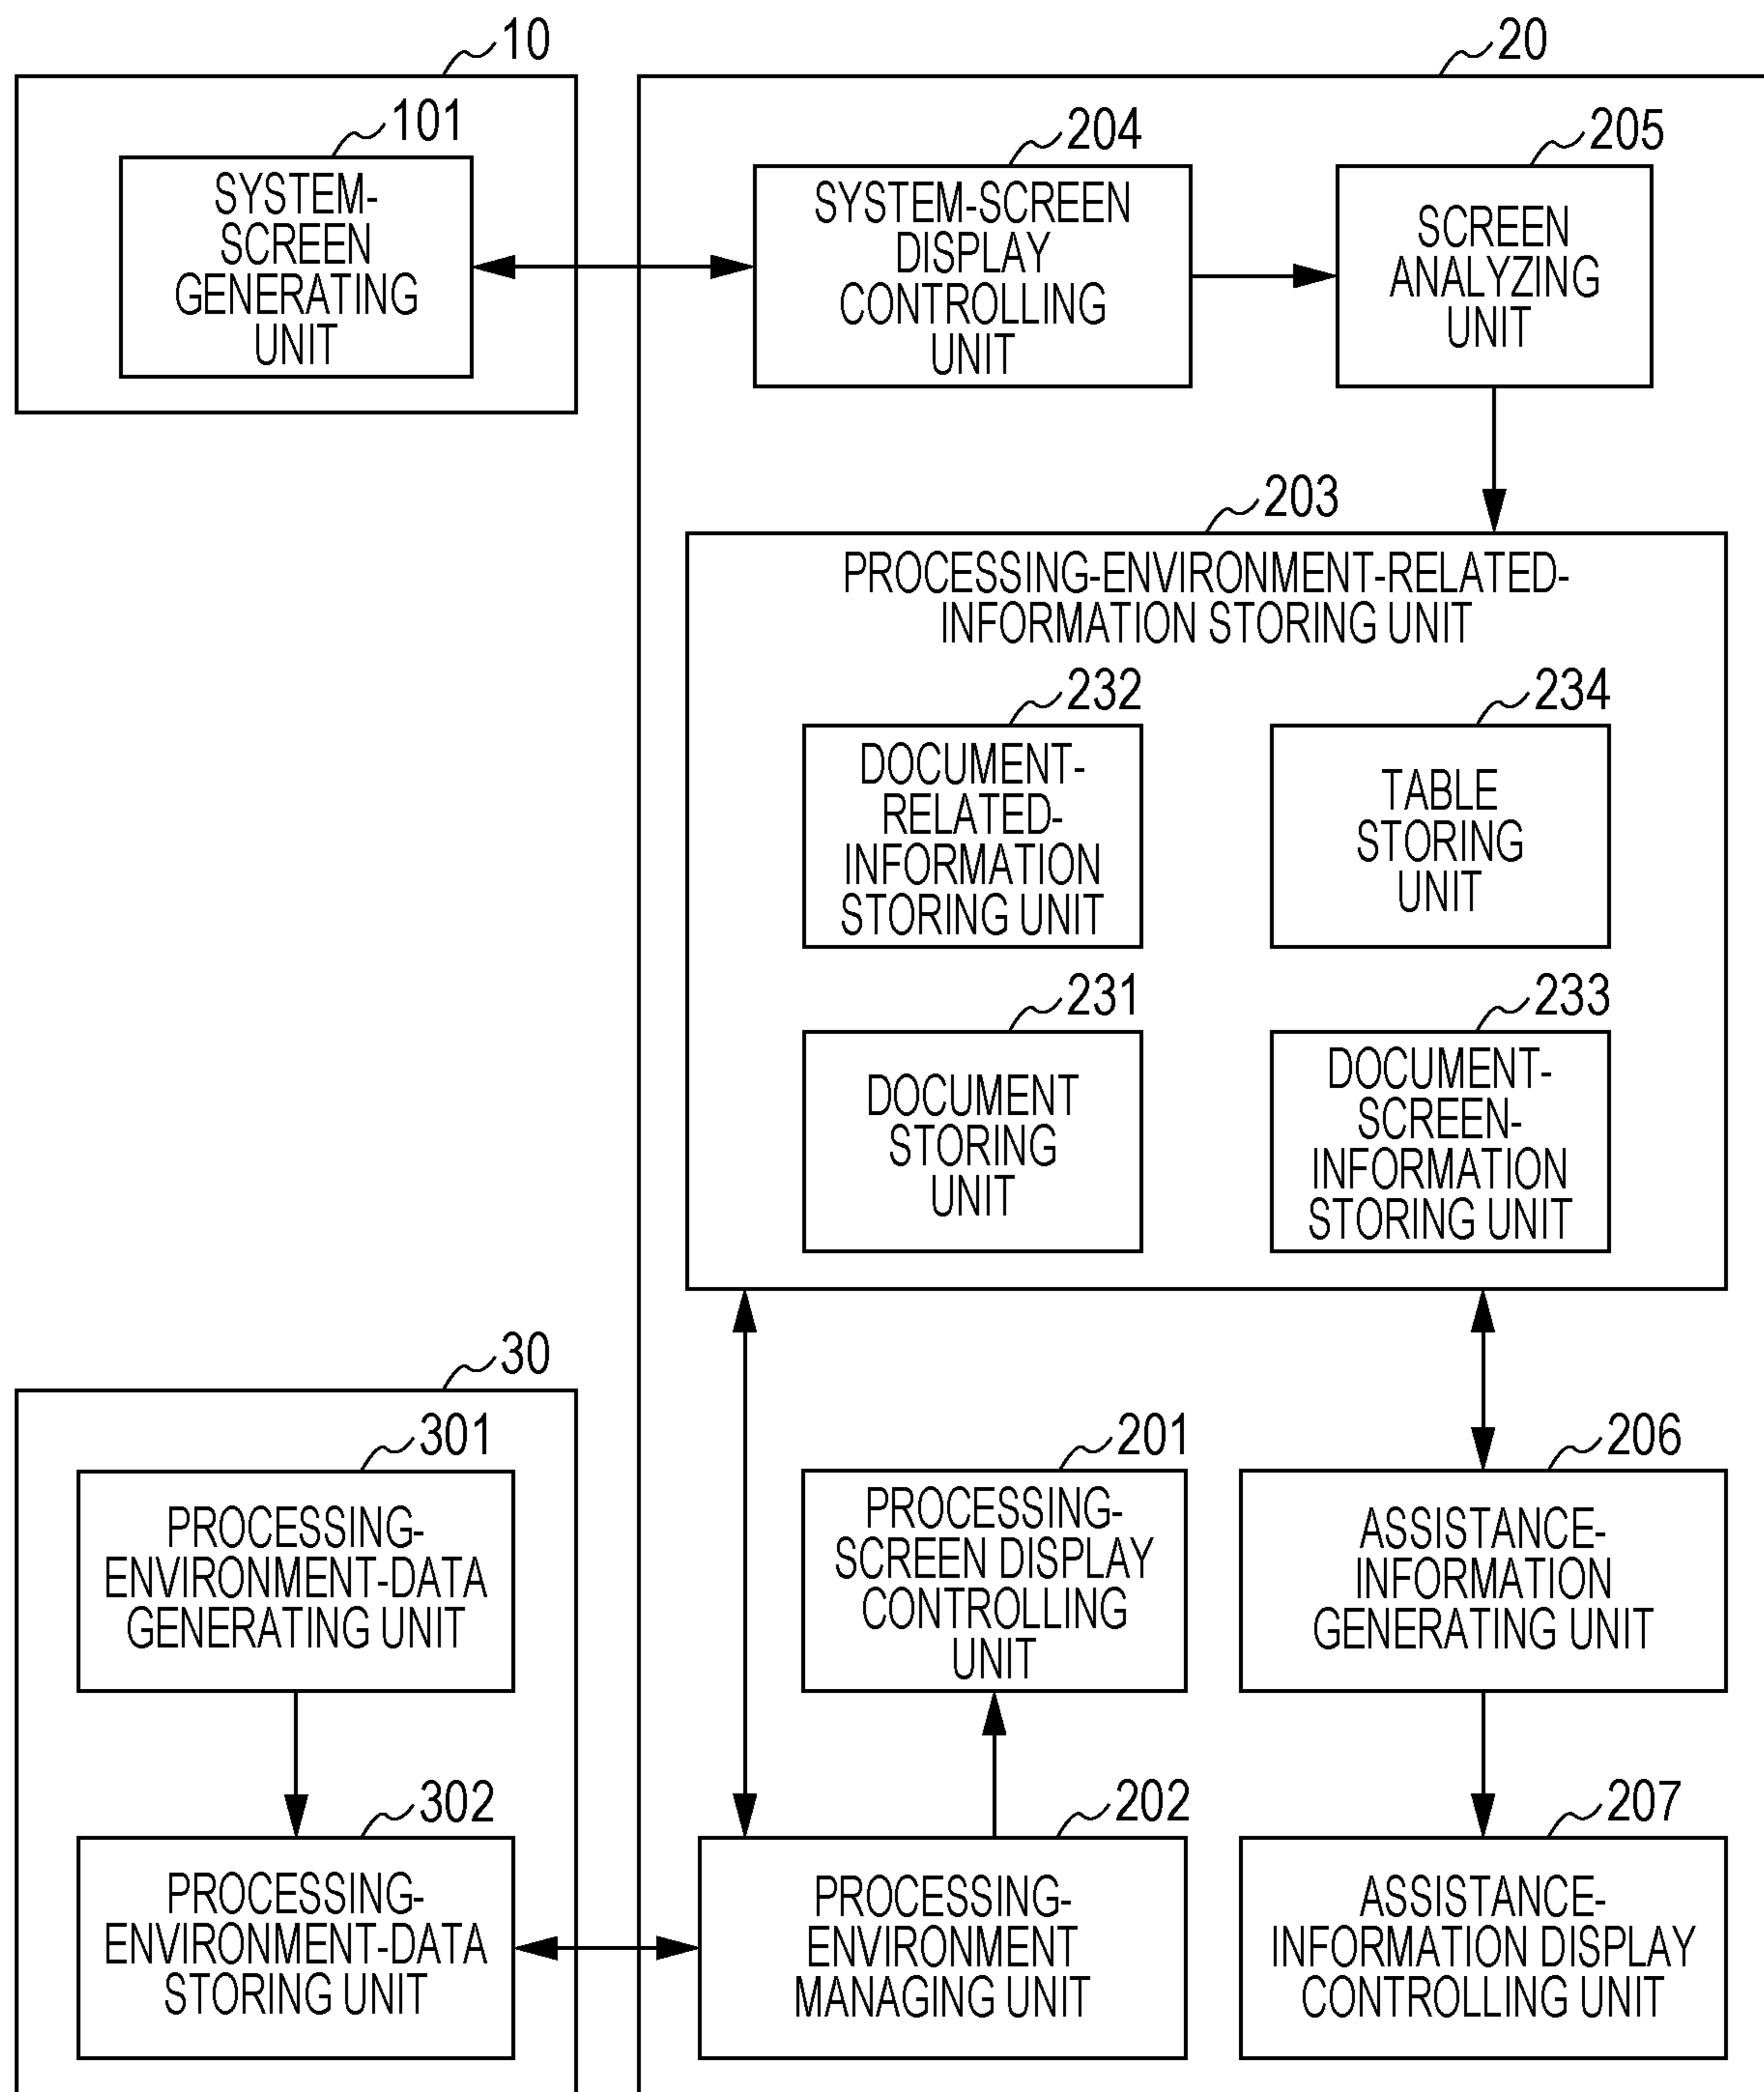 10
101
SYSTEM-
SCREEN
GENERATING
UNIT
20
204
SYSTEM-SCREEN
DISPLAY
CONTROLLING
UNIT
205
SCREEN
ANALYZING
UNIT
203
PROCESSING-ENVIRONMENT-RELATED-
INFORMATION STORING UNIT
232
DOCUMENT-
RELATED-
INFORMATION
STORING UNIT
234
TABLE
STORING
UNIT
231
DOCUMENT
STORING
UNIT
233
DOCUMENT-
SCREEN-
INFORMATION
STORING UNIT
30
301
PROCESSING-
ENVIRONMENT-DATA
GENERATING UNIT
302
PROCESSING-
ENVIRONMENT-DATA
STORING UNIT
201
PROCESSING-
SCREEN DISPLAY
CONTROLLING
UNIT
206
ASSISTANCE-
INFORMATION
GENERATING UNIT
202
PROCESSING-
ENVIRONMENT
MANAGING UNIT
207
ASSISTANCE-
INFORMATION DISPLAY
CONTROLLING UNIT